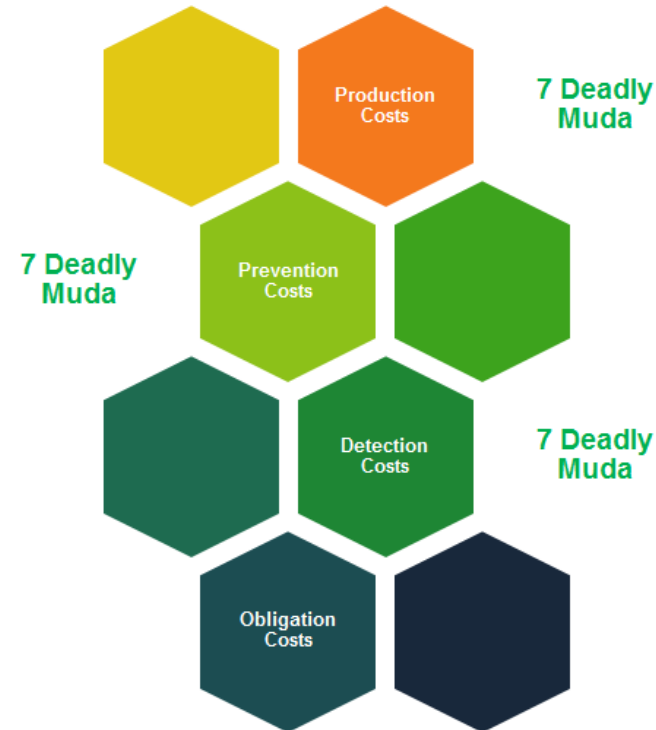 Production
Costs
7 Deadly
Muda
7 Deadly
Muda
Prevention
Costs
Detection
Costs
7 Deadly
Muda
Obligation
Costs